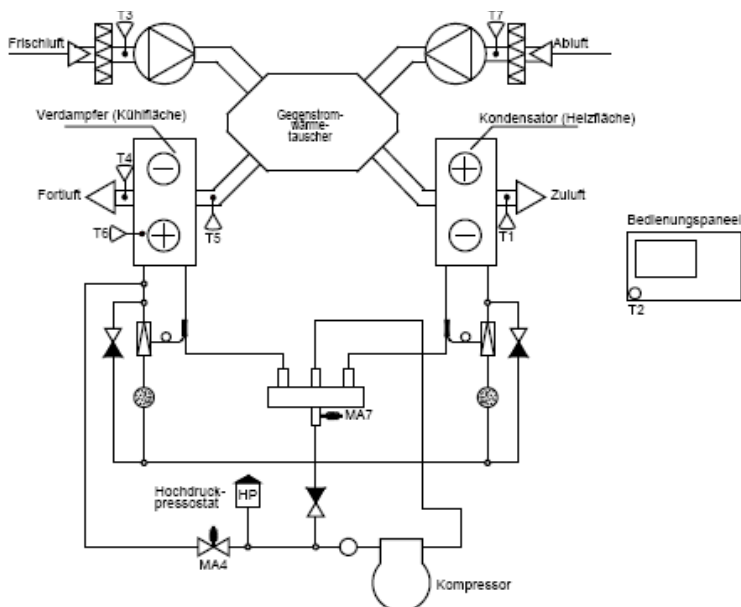 T3
T7
Frischluft
Abluft
Verdampfer (Kühlfläche)
Gegenstrom-
wärme-
tauscher
Kondensator (Heizfläche)
T4
Fortluft
Zuluft
T6
T5
T1
Bedienungspaneel
T2
MA7
Hochdruck-
pressostat
HP
MA4
Kompressor